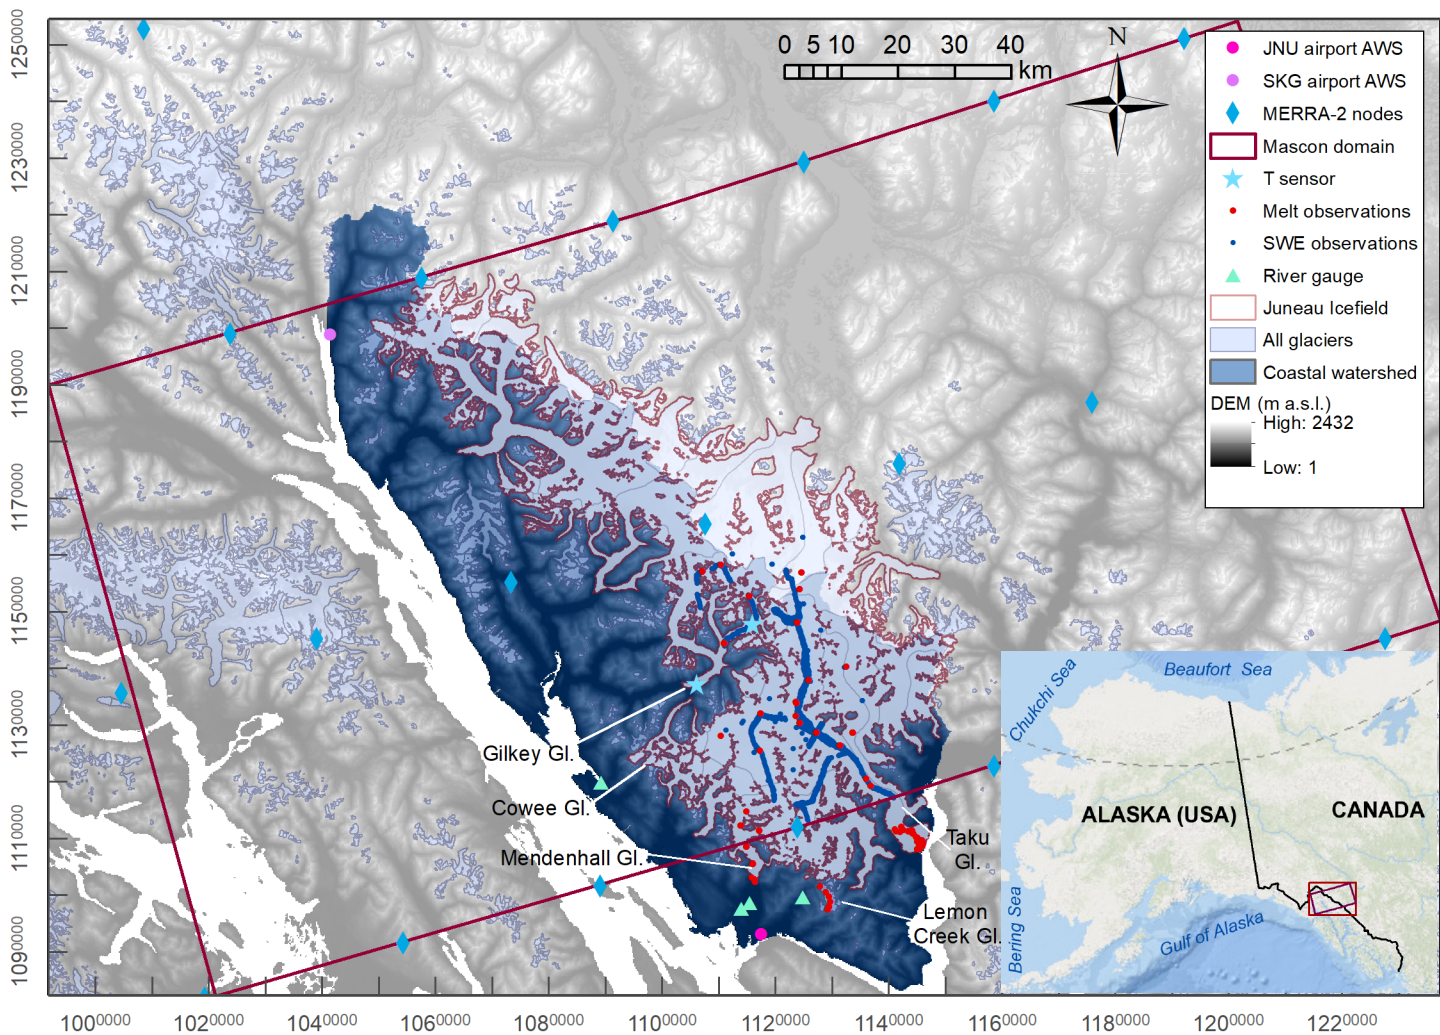 0 5 10 20 30 40
km
N
JNU airport AWS
SKG airport AWS
MERRA-2 nodes
Mascon domain
T sensor
Melt observations
SWE observations
River gauge
Juneau Icefield
All glaciers
Coastal watershed
DEM (m a.s.l.)
High: 2432
Low: 1
Gilkey Gl.
Cowee Gl.
Mendenhall Gl.
Taku
Gl.
Lemon
Creek Gl.
Beaufort Sea
Chukchi Sea
ALASKA (USA)
CANADA
Bering Sea
Gulf of Alaska
1250000
1230000
1210000
1190000
1170000
1150000
1130000
1110000
1090000
1000000 1020000 1040000 1060000 1080000 1100000 1120000 1140000 1160000 1180000 1200000 1220000